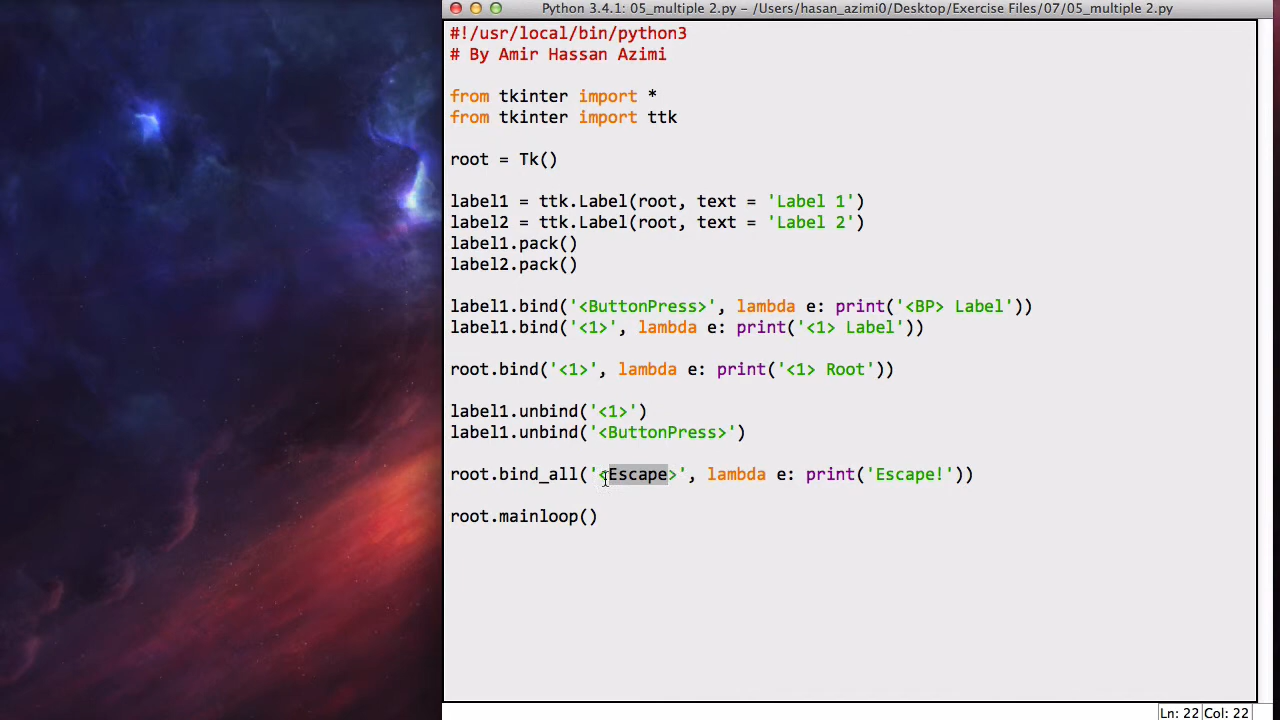 Python 3.4.1: 05_multiple 2.py - /Users/hasan_azimi0/Desktop/Exercise Files/07/05_multiple 2.py
#!/usr/local/bin/python3
# By Amir Hassan Azimi
from tkinter import *
from tkinter import ttk
root = Tk()
label1 = ttk.Label(root, text = 'Label 1')
label2 = ttk.Label(root, text = 'Label 2')
label1.pack()
label2.pack()
label1.bind('<ButtonPress>', lambda e: print('<BP> Label'))
label1.bind('<1>', lambda e: print('<1> Label'))
root.bind('<1>', lambda e: print('<1> Root'))
label1.unbind('<1>')
label1.unbind('<ButtonPress>')
root.bind_all('<Escape>', lambda e: print('Escape!'))
root.mainloop()
Ln: 22 Col: 22